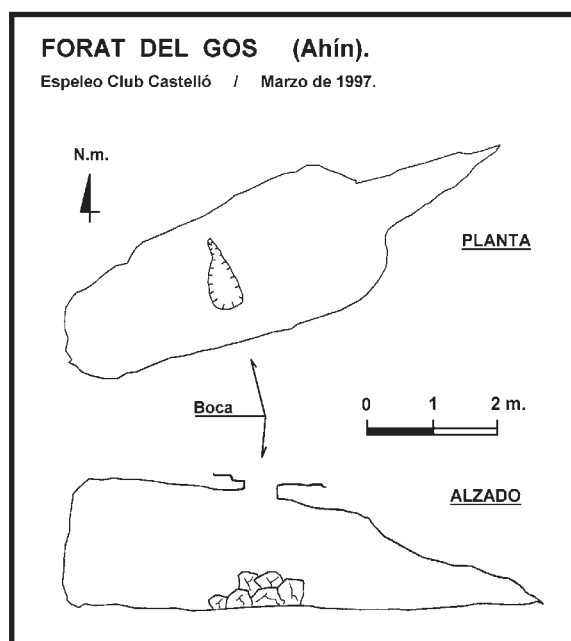 FORAT DEL GOS (Ahín).
Espeleo Club Castelló / Marzo de 1997.
N.m.
PLANTA
Boca
0 1 2 m.
ALZADO